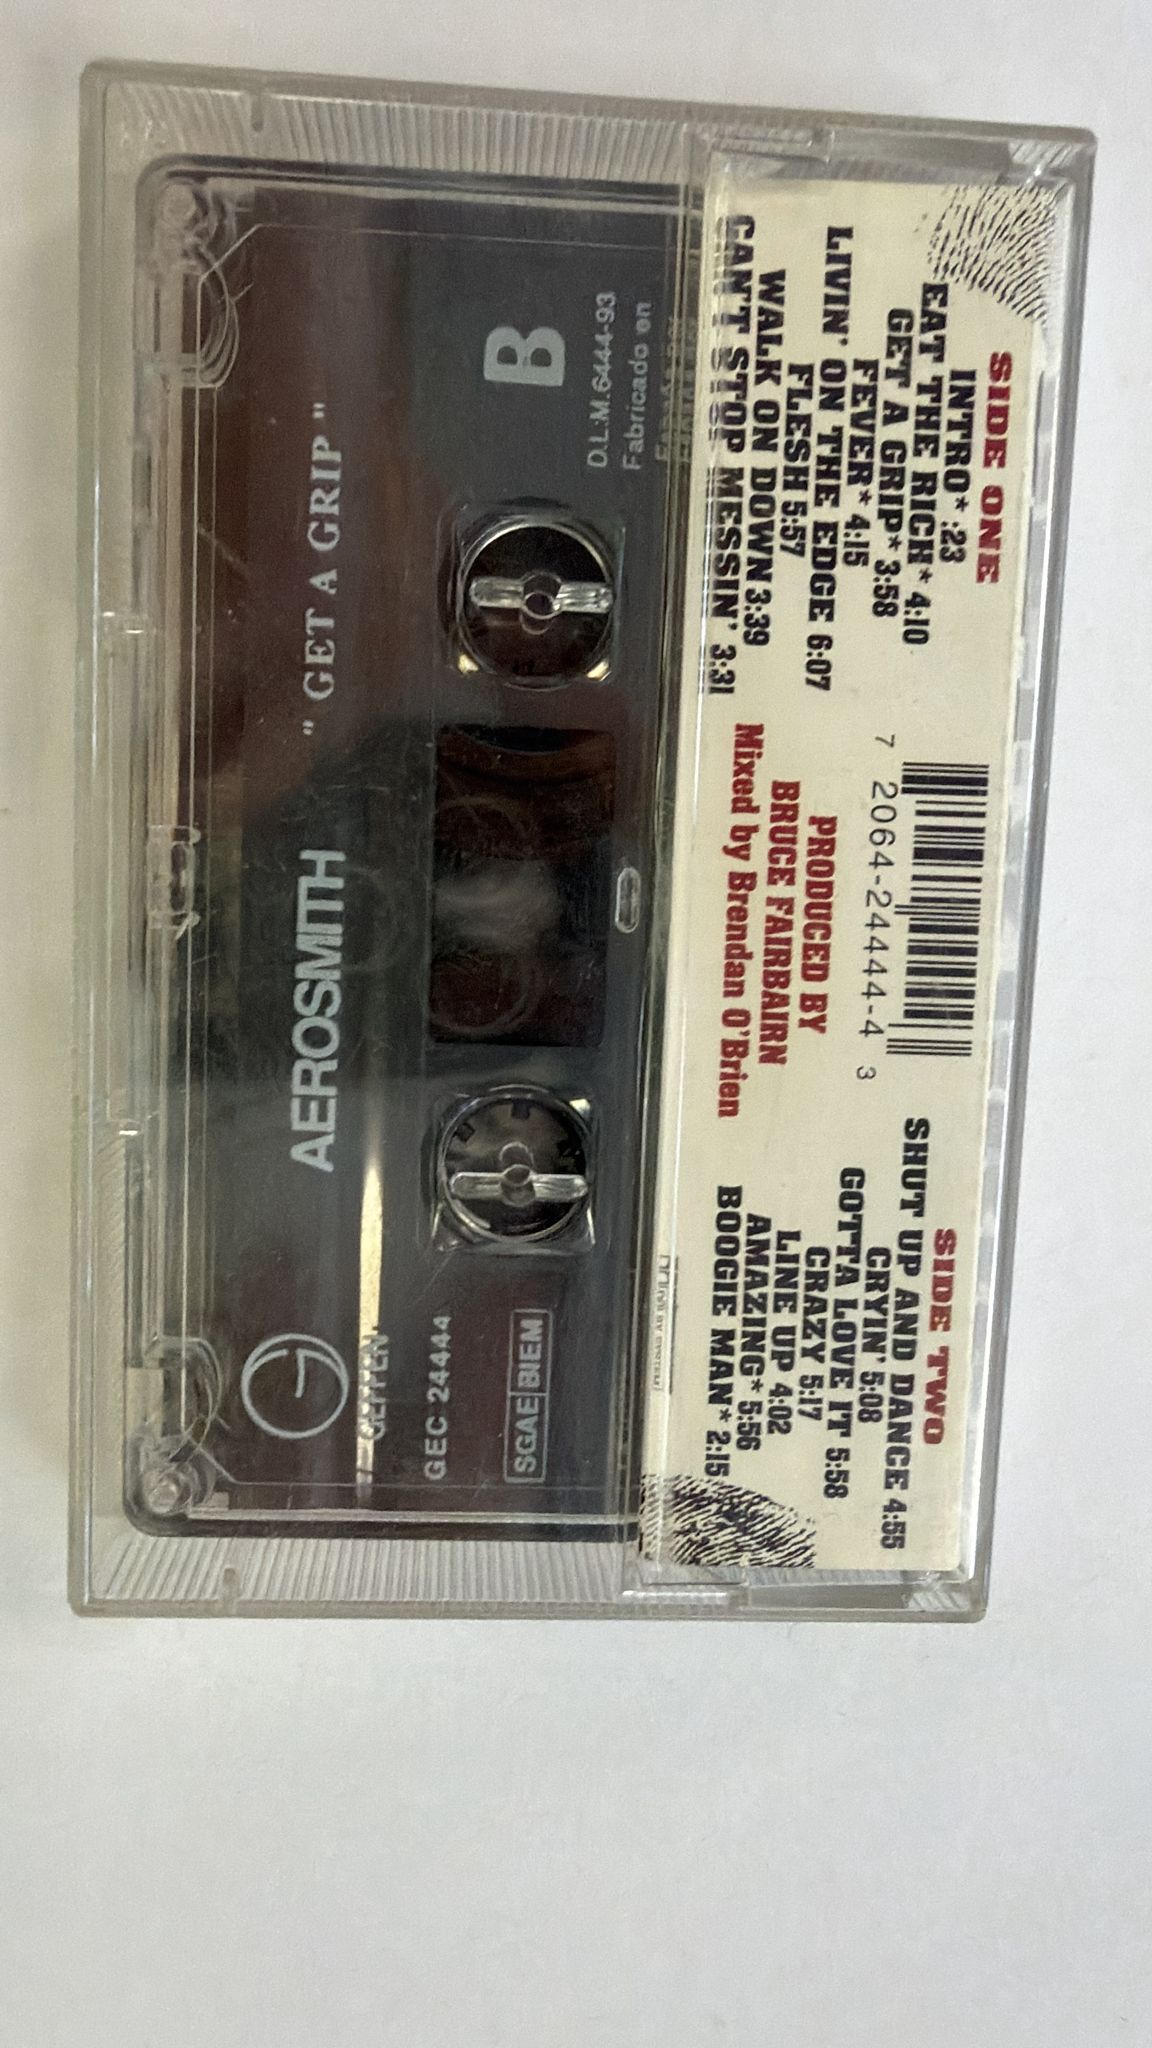 SIDE ONE
INTRO* :23
EAT THE RICH* 4:10
GET A GRIP* 3:58
FEVER* 4:15
LIVIN' ON THE EDGE 6:07
FLESH 5:57
WALK ON DOWN 3:39
CAN'T STOP MESSIN' 3:31
7 2064-24444-4 3
PRODUCED BY
BRUCE FAIRBAIRN
Mixed by Brendan O'Brien
SIDE TWO
SHUT UP AND DANCE 4:55
CRYIN' 5:08
GOTTA LOVE IT 5:58
CRAZY 5:17
LINE UP 4:02
AMAZING* 5:56
BOOGIE MAN* 2:15
B
D.L:M.6444-93
Fabricado en
" GET A GRIP "
AEROSMITH
GEFFEN
GEC 24444
SGAE BIEM